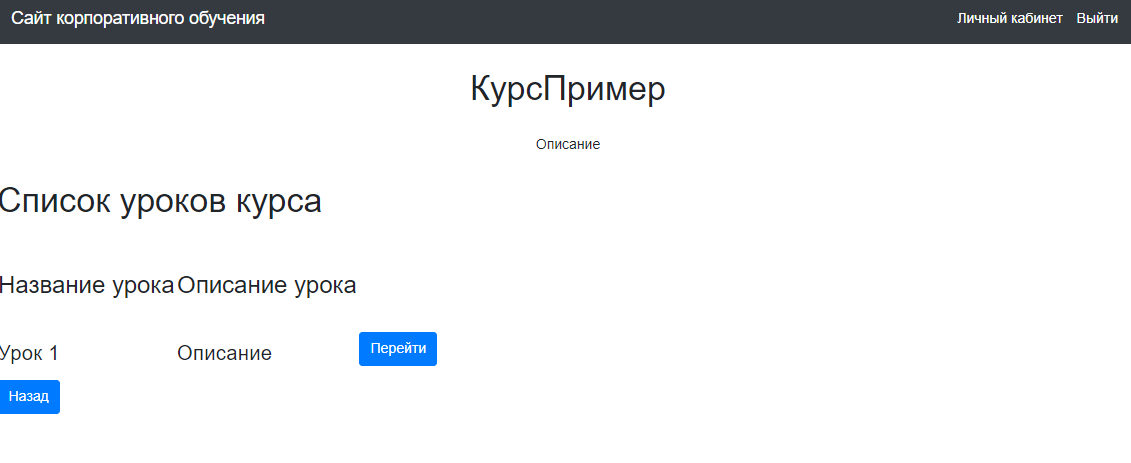 Сайт корпоративного обучения Личный кабинет Выйти
КурсПример
Описание
Список уроков курса
Название урока Описание урока
Урок 1 Описание Перейти
Назад